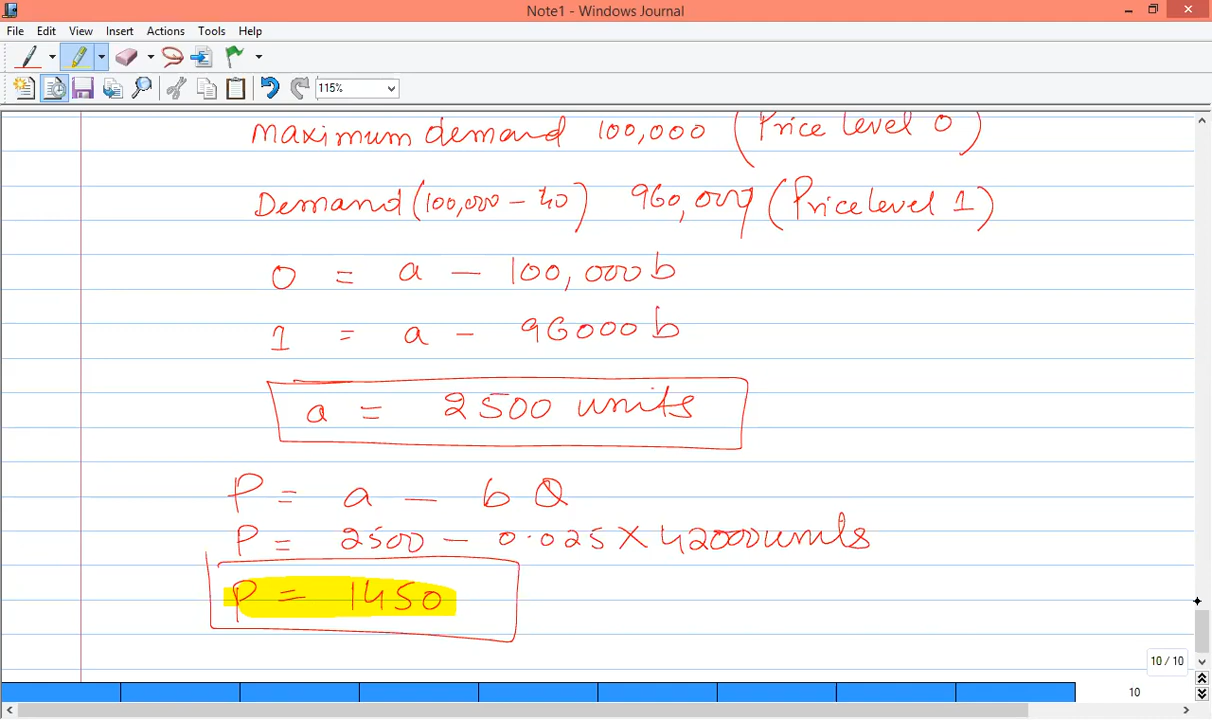 Note1 - Windows Journal
File Edit View Insert Actions Tools Help
115%
Maximum demand 100,000 (Price level 0)
Demand (100,000 - 40) 960,000 (Price level 1)
0 = a - 100,000b
1 = a - 96000 b
a = 2500 units
P = a - b Q
P = 2500 - 0.025 X 42000 units
P = 1450
10 / 10
10